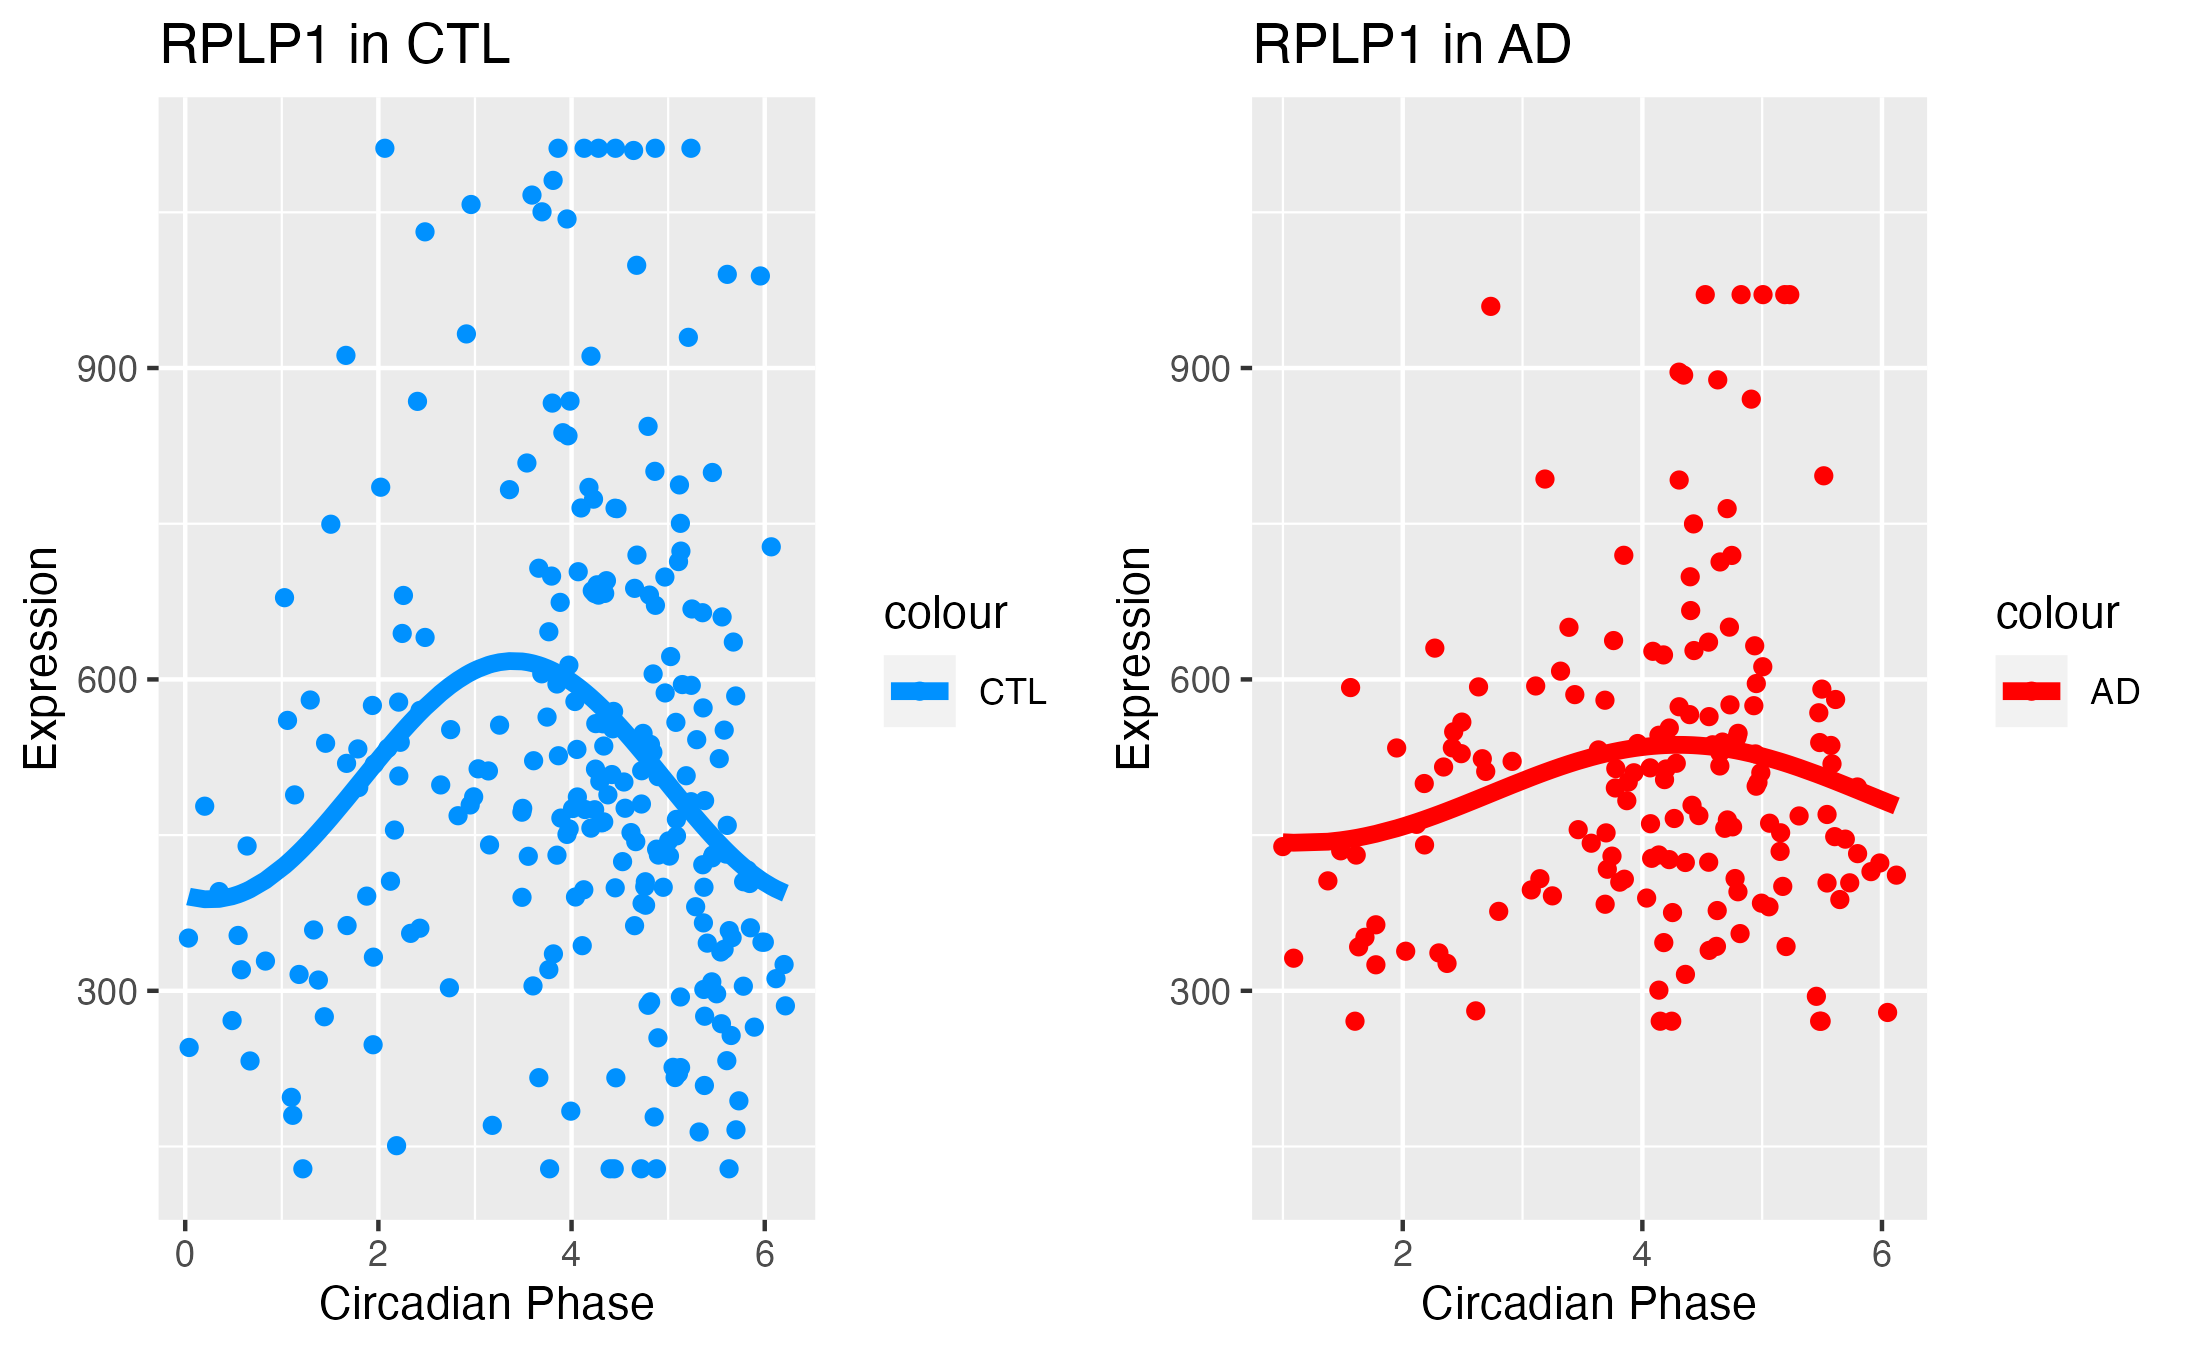 RPLP1 in CTL
Expression
900
600
300
0 2 4 6
Circadian Phase
colour
CTL
RPLP1 in AD
Expression
900
600
300
2 4 6
Circadian Phase
colour
AD